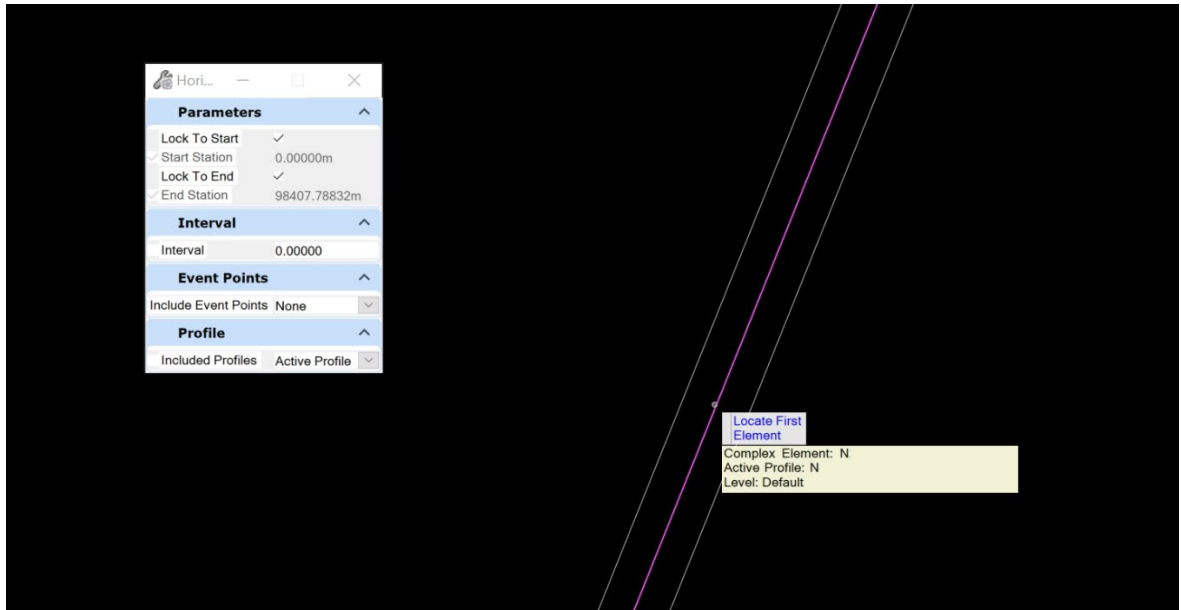 Hori...
Parameters
Lock To Start
Start Station 0.00000m
Lock To End
End Station 98407.78832m
Interval
Interval 0.00000
Event Points
Include Event Points None
Profile
Included Profiles Active Profile
Locate First
Element
Complex Element: N
Active Profile: N
Level: Default